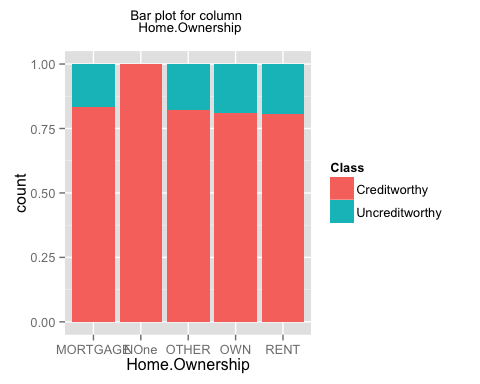 Bar plot for column
Home.Ownership
1.00
0.75
0.50
0.25
0.00
count
MORTGAGE NOne OTHER OWN RENT
Home.Ownership
Class
Creditworthy
Uncreditworthy